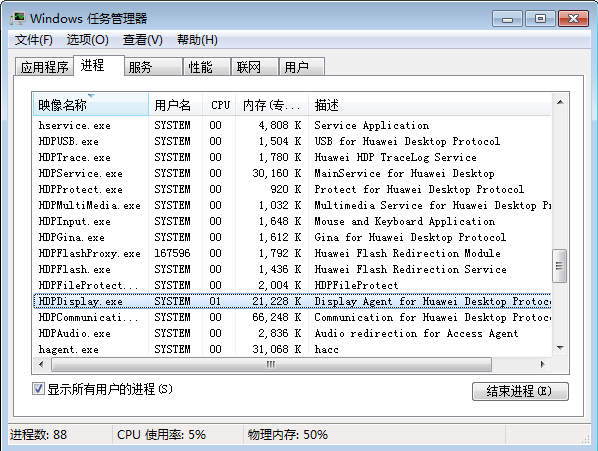 Windows 任务管理器
文件(F) 选项(O) 查看(V) 帮助(H)
应用程序 进程 服务 性能 联网 用户
映像名称 用户名 CPU 内存(专... 描述
hservice.exe SYSTEM 00 4,808 K Service Application
HDPUSB.exe SYSTEM 00 1,504 K USB for Huawei Desktop Protocol
HDPTrace.exe SYSTEM 00 1,780 K Huawei HDP TraceLog Service
HDPService.exe SYSTEM 00 30,160 K MainService for Huawei Desktop
HDPProtect.exe SYSTEM 00 920 K Protect for Huawei Desktop Protocol
HDPMultiMedia.exe SYSTEM 00 1,032 K Multimedia Service for Huawei Desktop Pr
HDPInput.exe SYSTEM 00 1,648 K Mouse and Keyboard Application
HDPGina.exe SYSTEM 00 1,612 K Gina for Huawei Desktop Protocol
HDPFlashProxy.exe 167596 00 1,792 K Huawei Flash Redirection Module
HDPFlash.exe SYSTEM 00 1,436 K Huawei Flash Redirection Service
HDPFileProtect... SYSTEM 00 2,004 K HDPFileProtect
HDPDisplay.exe SYSTEM 01 21,228 K Display Agent for Huawei Desktop Protoco
HDPCommunicati... SYSTEM 00 66,248 K Communication for Huawei Desktop Protoco
HDPAudio.exe SYSTEM 00 2,836 K Audio redirection for Access Agent
hagent.exe SYSTEM 00 31,068 K hacc
显示所有用户的进程(S) 结束进程(E)
进程数: 88 CPU 使用率: 5% 物理内存: 50%